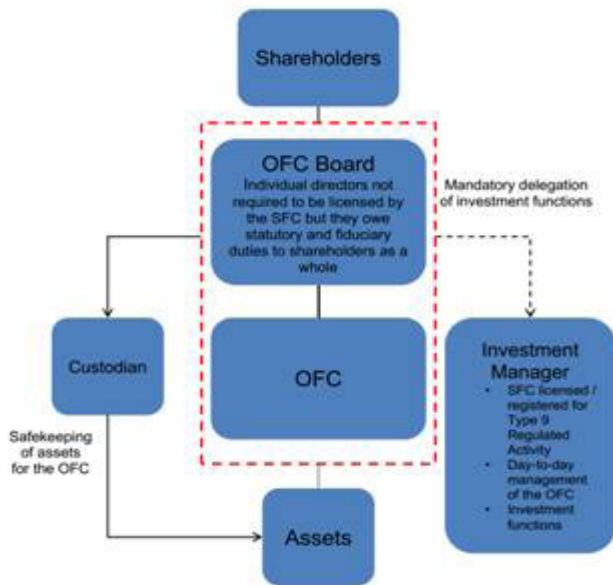 Shareholders
OFC Board
Individual directors not
required to be licensed by
the SFC but they owe
statutory and fiduciary
duties to shareholders as a
whole
Mandatory delegation
of investment functions
Custodian
OFC
Investment
Manager
• SFC licensed /
registered for
Type 9
Regulated
Activity
• Day-to-day
management
of the OFC
• Investment
functions
Safekeeping
of assets
for the OFC
Assets